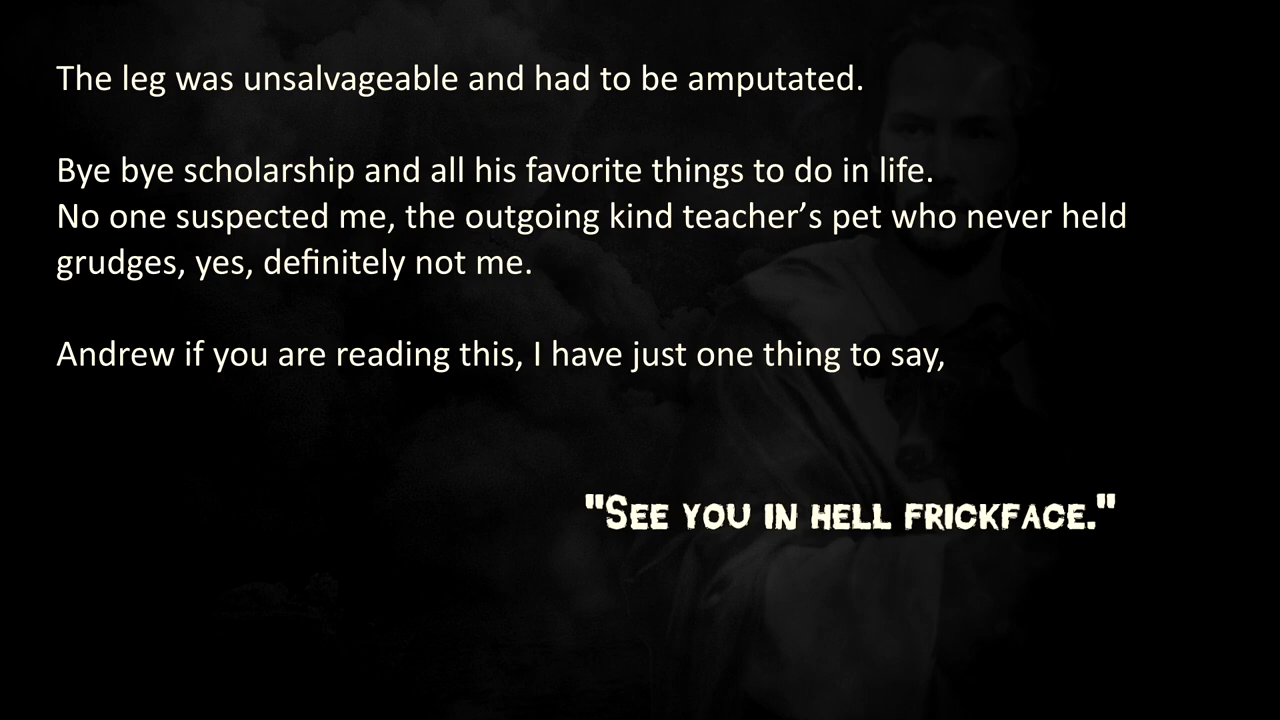 The leg was unsalvageable and had to be amputated.
Bye bye scholarship and all his favorite things to do in life.
No one suspected me, the outgoing kind teacher’s pet who never held
grudges, yes, definitely not me.
Andrew if you are reading this, I have just one thing to say,
"See you in hell frickface."